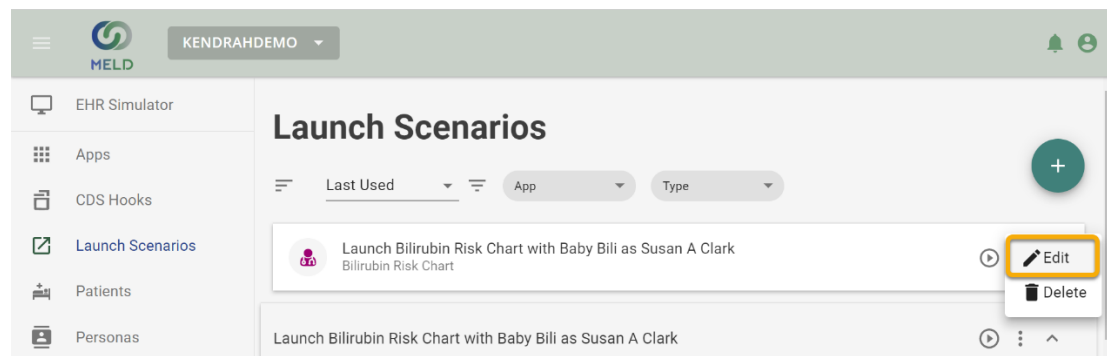 MELD
KENDRAHDEMO
EHR Simulator
Apps
CDS Hooks
Launch Scenarios
Patients
Personas
Launch Scenarios
Last Used
App
Type
Launch Bilirubin Risk Chart with Baby Bili as Susan A Clark
Bilirubin Risk Chart
Edit
Delete
Launch Bilirubin Risk Chart with Baby Bili as Susan A Clark